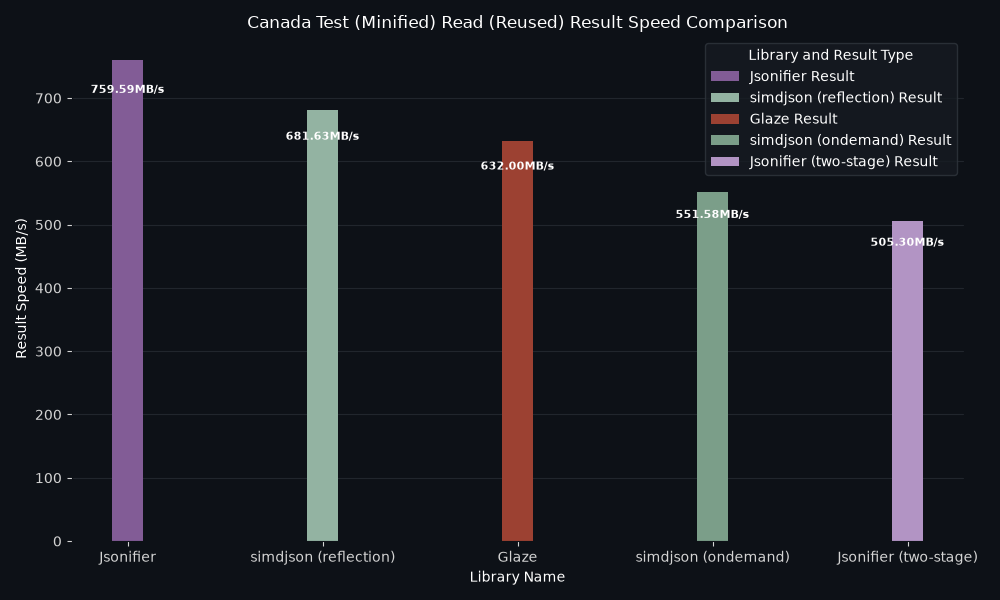 Canada Test (Minified) Read (Reused) Result Speed Comparison
Library and Result Type
Jsonifier Result
simdjson (reflection) Result
Glaze Result
simdjson (ondemand) Result
Jsonifier (two-stage) Result
759.59MB/s
681.63MB/s
632.00MB/s
551.58MB/s
505.30MB/s
Result Speed (MB/s)
700
600
500
400
300
200
100
0
Jsonifier
simdjson (reflection)
Glaze
simdjson (ondemand)
Jsonifier (two-stage)
Library Name